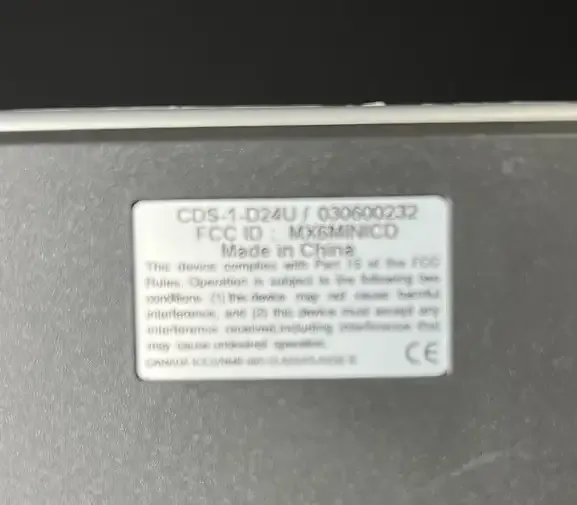 CDS-1-D24U / 030600232
FCC ID : MX6MINICD
Made in China
This device complies with Part 15 of the FCC
Rules. Operation is subject to the following two
conditions: (1) this device may not cause harmful
interference, and (2) this device must accept any
interference received, including interference that
may cause undesired operation.
CANADA
CE